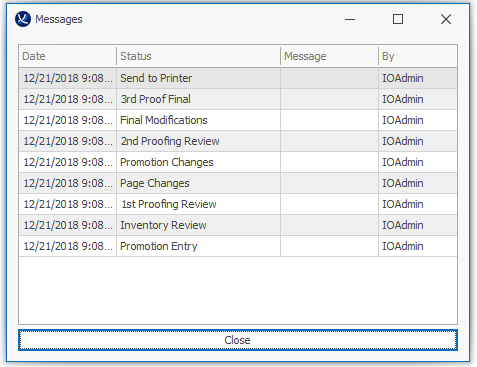 Messages
Date Status Message By
12/21/2018 9:08... Send to Printer IOAdmin
12/21/2018 9:08... 3rd Proof Final IOAdmin
12/21/2018 9:08... Final Modifications IOAdmin
12/21/2018 9:08... 2nd Proofing Review IOAdmin
12/21/2018 9:08... Promotion Changes IOAdmin
12/21/2018 9:08... Page Changes IOAdmin
12/21/2018 9:08... 1st Proofing Review IOAdmin
12/21/2018 9:08... Inventory Review IOAdmin
12/21/2018 9:08... Promotion Entry IOAdmin
Close